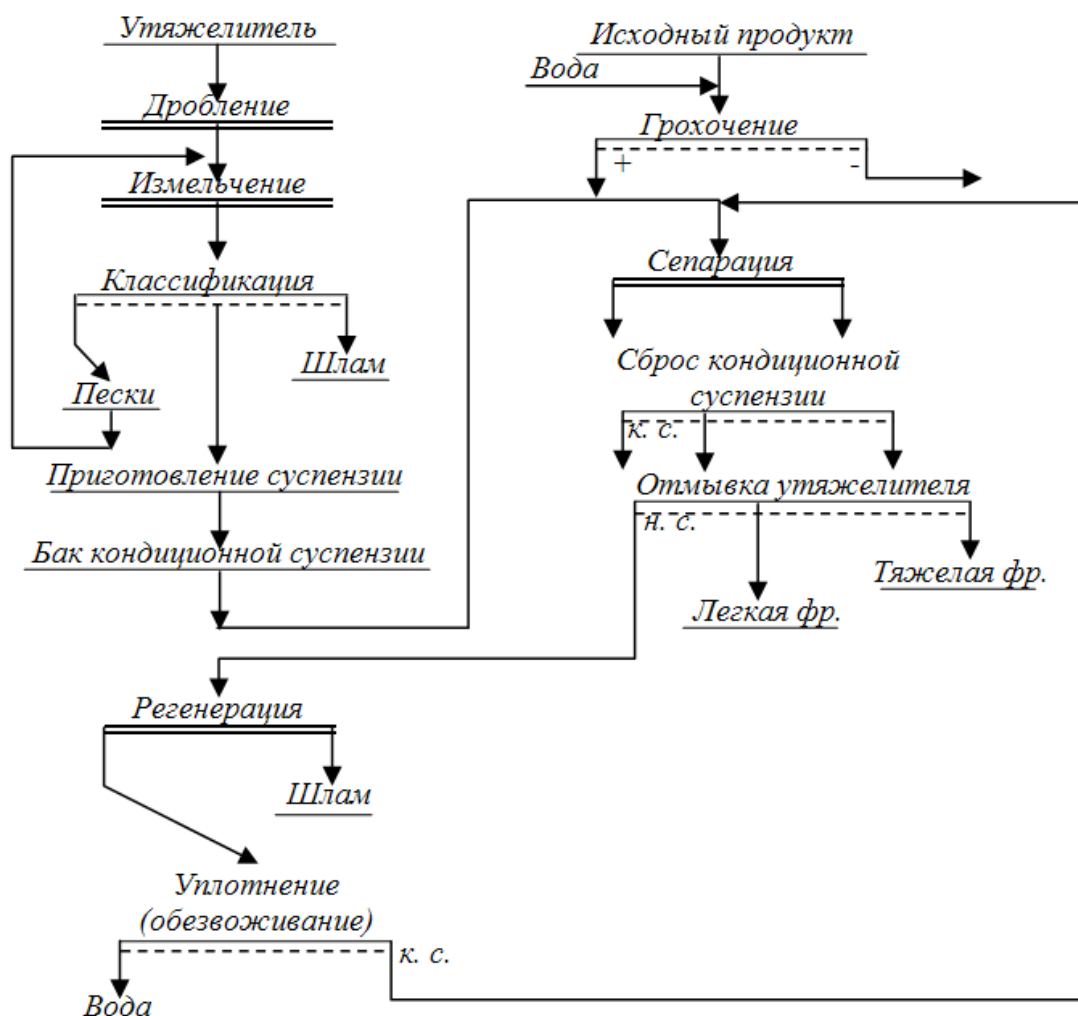 Утяжелитель
Исходный продукт
Вода
Дробление
Грохочение
+
-
Измельчение
Классификация
Сепарация
Шлам
Пески
Сброс кондиционной
суспензии
к. с.
Приготовление суспензии
Отмывка утяжелителя
н. с.
Бак кондиционной суспензии
Тяжелая фр.
Легкая фр.
Регенерация
Шлам
Уплотнение
(обезвоживание)
к. с.
Вода